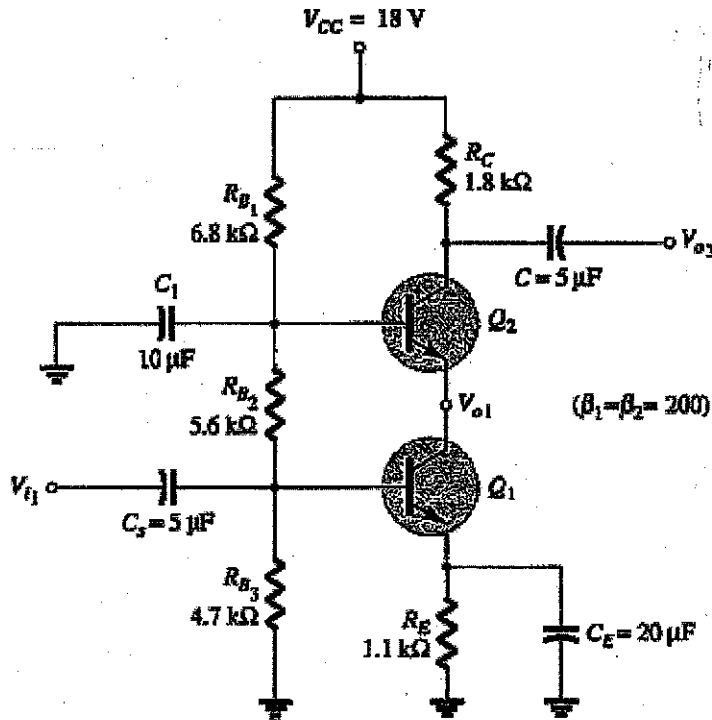 V_CC = 18 V
R_C
1.8 kΩ
R_B1
6.8 kΩ
V_o2
C = 5 μF
C_1
10 μF
Q_2
R_B2
5.6 kΩ
V_o1
(β_1=β_2= 200)
V_i1
C_s = 5 μF
Q_1
R_B3
4.7 kΩ
R_E
1.1 kΩ
C_E = 20 μF